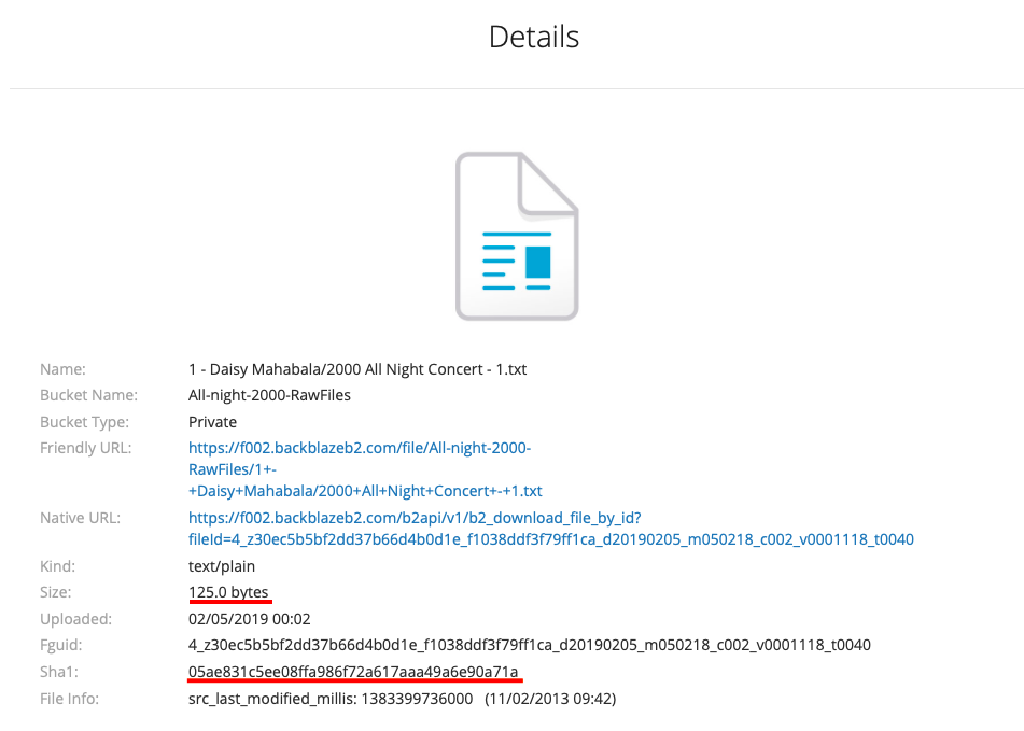 Details
Name: 1 - Daisy Mahabala/2000 All Night Concert - 1.txt
Bucket Name: All-night-2000-RawFiles
Bucket Type: Private
Friendly URL: https://f002.backblazeb2.com/file/All-night-2000-
RawFiles/1+-
+Daisy+Mahabala/2000+All+Night+Concert+-+1.txt
Native URL: https://f002.backblazeb2.com/b2api/v1/b2_download_file_by_id?
fileId=4_z30ec5b5bf2dd37b66d4b0d1e_f1038ddf3f79ff1ca_d20190205_m050218_c002_v0001118_t0040
Kind: text/plain
Size: 125.0 bytes
Uploaded: 02/05/2019 00:02
Fguid: 4_z30ec5b5bf2dd37b66d4b0d1e_f1038ddf3f79ff1ca_d20190205_m050218_c002_v0001118_t0040
Sha1: 05ae831c5ee08ffa986f72a617aaa49a6e90a71a
File Info: src_last_modified_millis: 1383399736000 (11/02/2013 09:42)